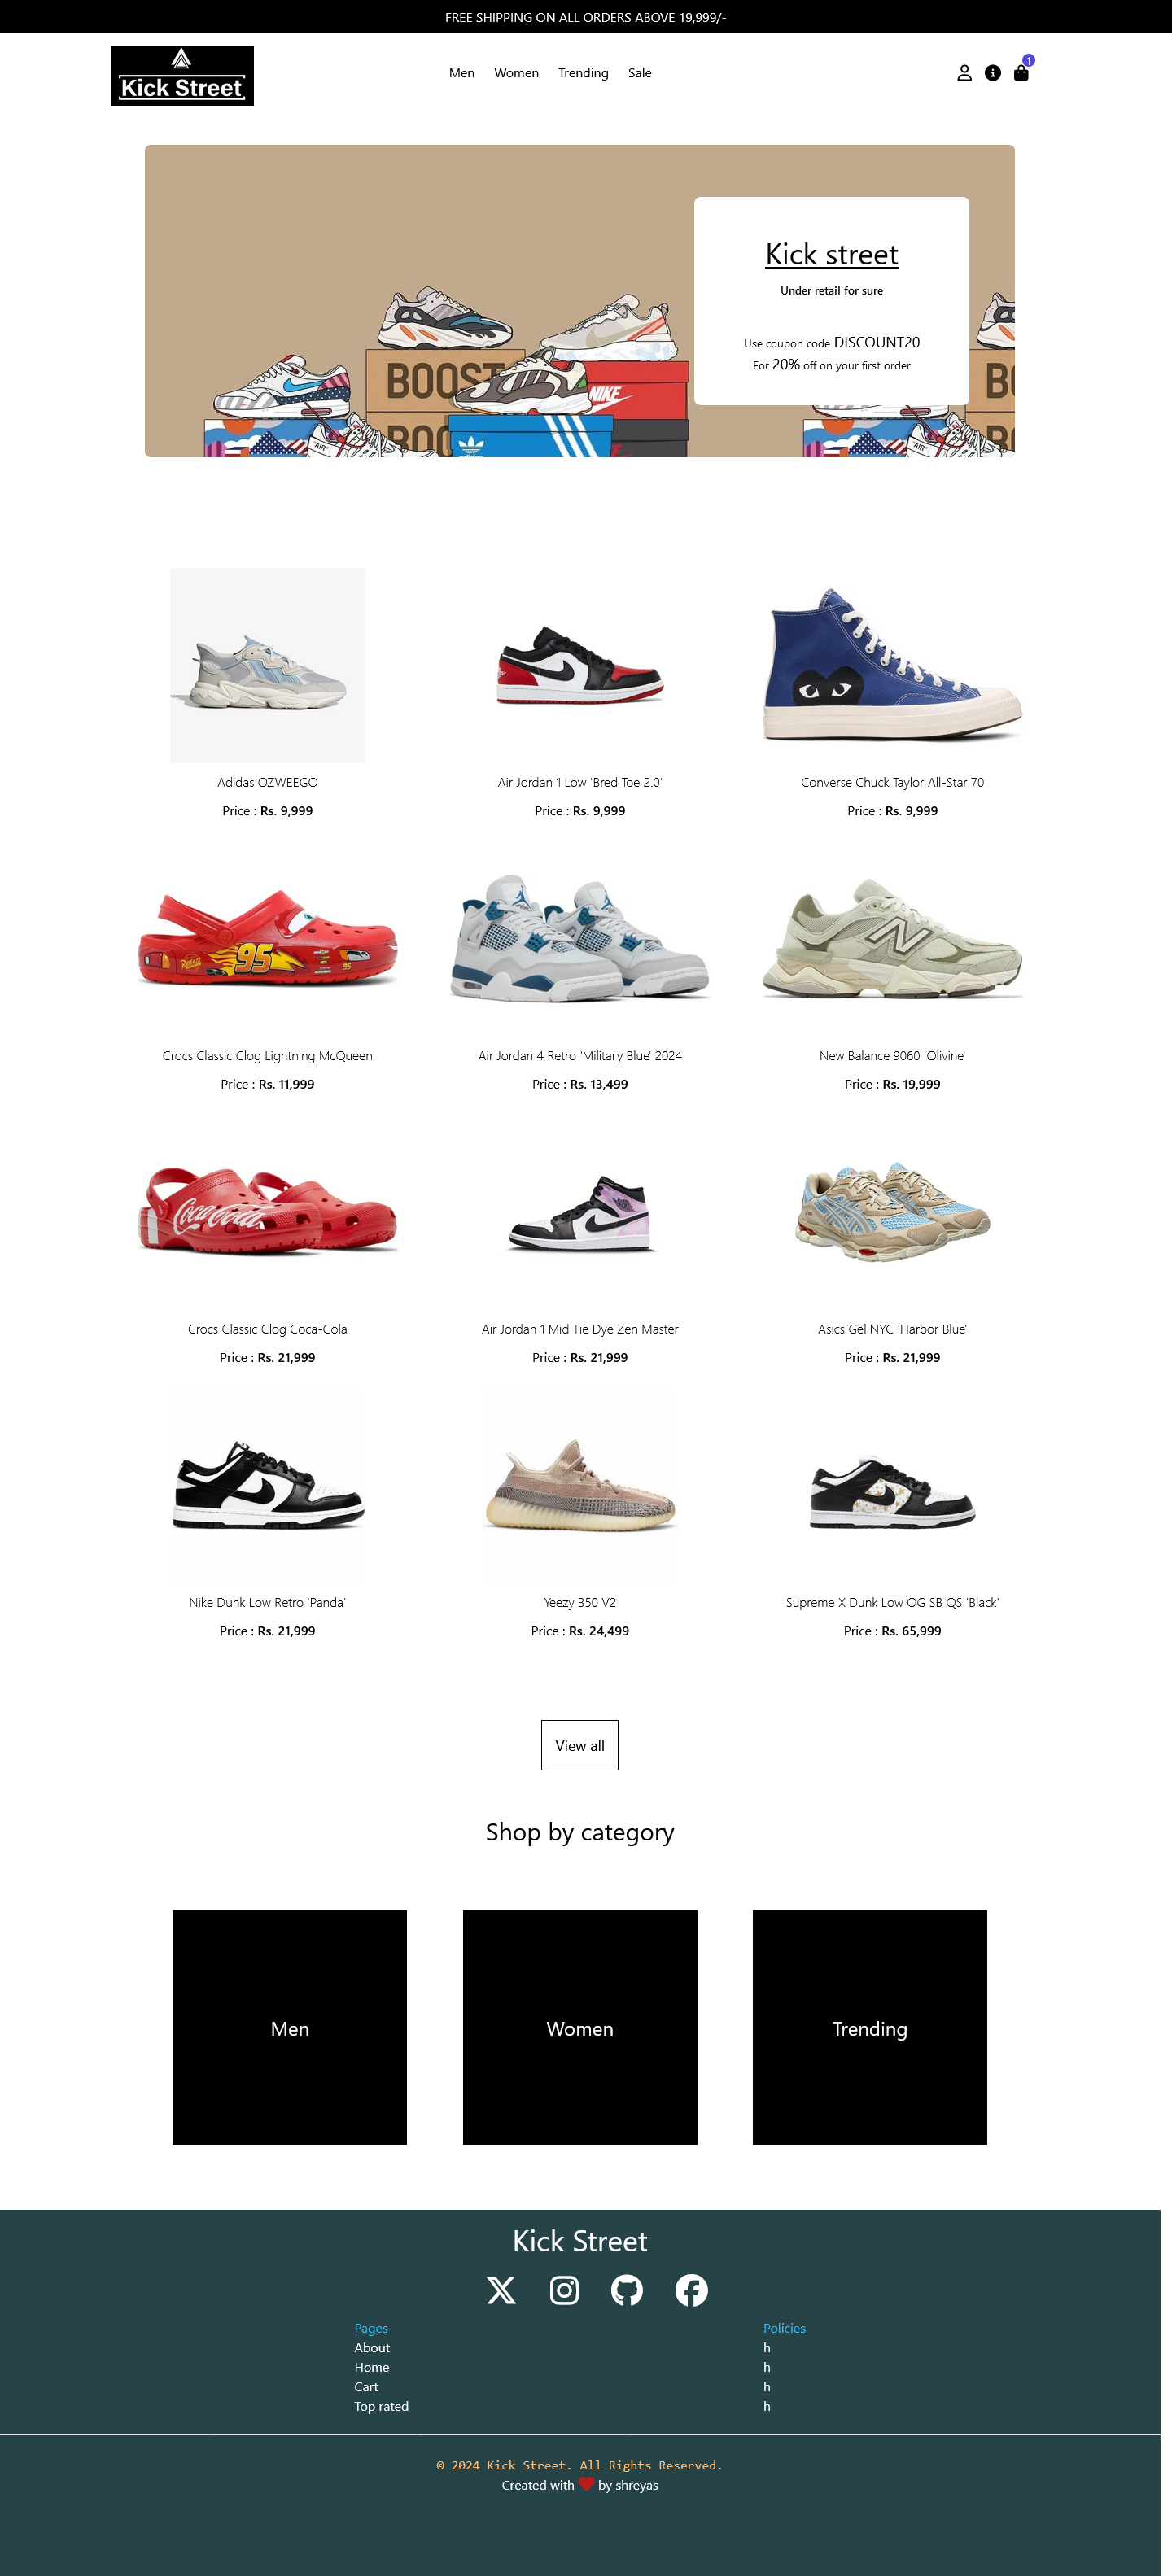 FREE SHIPPING ON ALL ORDERS ABOVE 19,999/-
Kick Street
Men Women Trending Sale
1
Kick street
Under retail for sure
Use coupon code DISCOUNT20
For 20% off on your first order
BOOST
NIKE
"AIR"
adidas
Adidas OZWEEGO
Price : Rs. 9,999
Air Jordan 1 Low 'Bred Toe 2.0'
Price : Rs. 9,999
Converse Chuck Taylor All-Star 70
Price : Rs. 9,999
95
Crocs Classic Clog Lightning McQueen
Price : Rs. 11,999
Air Jordan 4 Retro 'Military Blue' 2024
Price : Rs. 13,499
N
New Balance 9060 'Olivine'
Price : Rs. 19,999
Coca-Cola
Crocs Classic Clog Coca-Cola
Price : Rs. 21,999
Air Jordan 1 Mid Tie Dye Zen Master
Price : Rs. 21,999
Asics Gel NYC 'Harbor Blue'
Price : Rs. 21,999
Nike Dunk Low Retro 'Panda'
Price : Rs. 21,999
Yeezy 350 V2
Price : Rs. 24,499
Supreme X Dunk Low OG SB QS 'Black'
Price : Rs. 65,999
View all
Shop by category
Men
Women
Trending
Kick Street
Pages
About
Home
Cart
Top rated
Policies
h
h
h
h
© 2024 Kick Street. All Rights Reserved.
Created with by shreyas